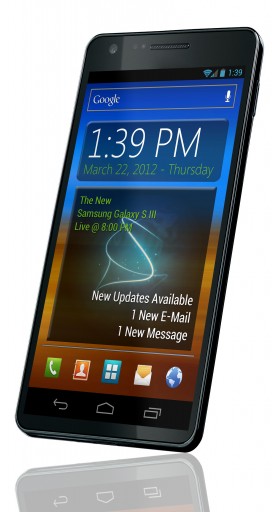 1:39
Google
1:39 PM
March 22, 2012 - Thursday
The New
Samsung Galaxy S III
Live @ 8:00 PM
New Updates Available
1 New E-Mail
1 New Message